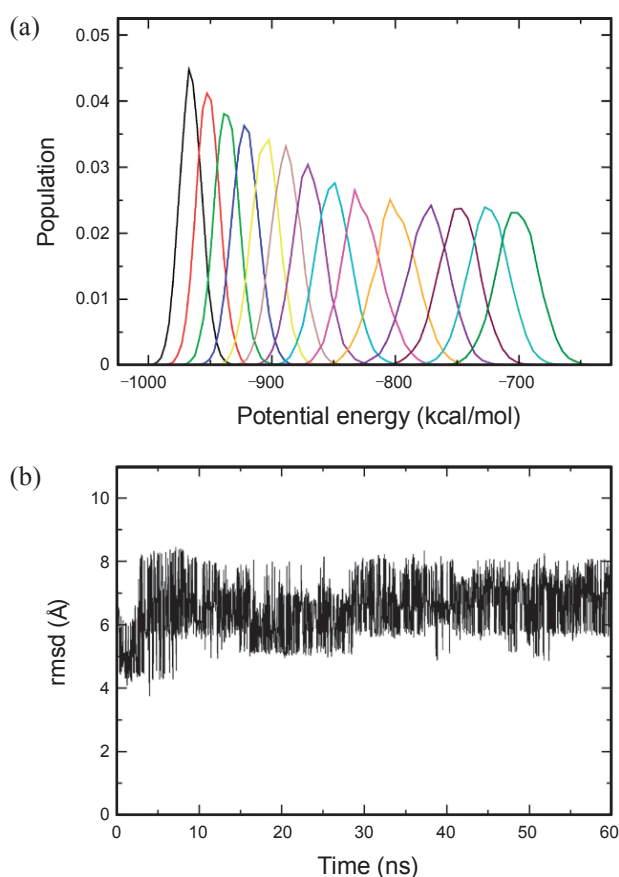 (a)
0.05
0.04
0.03
0.02
0.01
0
Population
−1000 −900 −800 −700
Potential energy (kcal/mol)
(b)
10
8
6
4
2
0
rmsd (Å)
0 10 20 30 40 50 60
Time (ns)